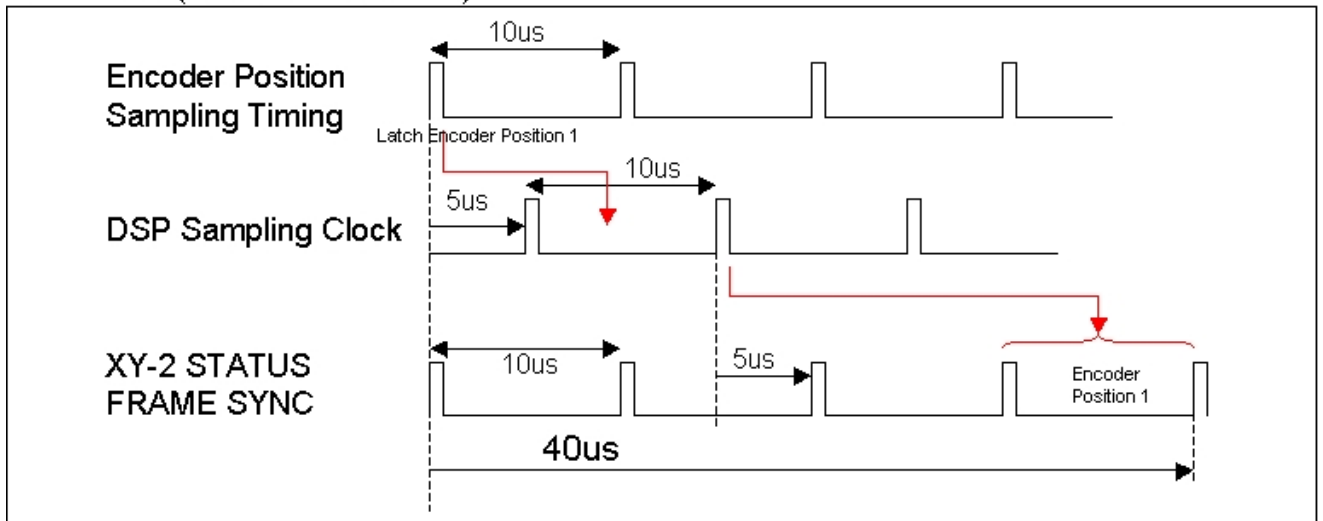 10us
Encoder Position
Sampling Timing
Latch Encoder Position 1
10us
5us
DSP Sampling Clock
XY-2 STATUS
FRAME SYNC
10us
5us
Encoder
Position 1
40us